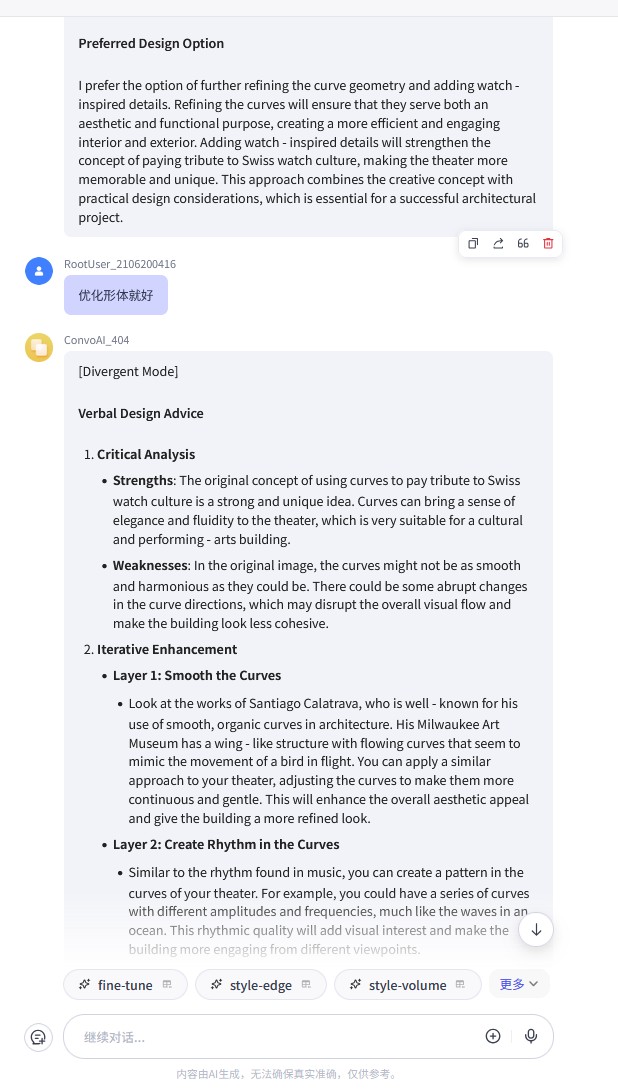 Preferred Design Option
I prefer the option of further refining the curve geometry and adding watch -
inspired details. Refining the curves will ensure that they serve both an
aesthetic and functional purpose, creating a more efficient and engaging
interior and exterior. Adding watch - inspired details will strengthen the
concept of paying tribute to Swiss watch culture, making the theater more
memorable and unique. This approach combines the creative concept with
practical design considerations, which is essential for a successful architectural
project.
RootUser_2106200416
优化形体就好
ConvoAI_404
[Divergent Mode]
Verbal Design Advice
1. Critical Analysis
• Strengths: The original concept of using curves to pay tribute to Swiss
watch culture is a strong and unique idea. Curves can bring a sense of
elegance and fluidity to the theater, which is very suitable for a cultural
and performing - arts building.
• Weaknesses: In the original image, the curves might not be as smooth
and harmonious as they could be. There could be some abrupt changes
in the curve directions, which may disrupt the overall visual flow and
make the building look less cohesive.
2. Iterative Enhancement
• Layer 1: Smooth the Curves
• Look at the works of Santiago Calatrava, who is well - known for his
use of smooth, organic curves in architecture. His Milwaukee Art
Museum has a wing - like structure with flowing curves that seem to
mimic the movement of a bird in flight. You can apply a similar
approach to your theater, adjusting the curves to make them more
continuous and gentle. This will enhance the overall aesthetic appeal
and give the building a more refined look.
• Layer 2: Create Rhythm in the Curves
• Similar to the rhythm found in music, you can create a pattern in the
curves of your theater. For example, you could have a series of curves
with different amplitudes and frequencies, much like the waves in an
ocean. This rhythmic quality will add visual interest and make the
building more engaging from different viewpoints.
fine-tune style-edge style-volume 更多
继续对话...
内容由AI生成，无法确保真实准确，仅供参考。